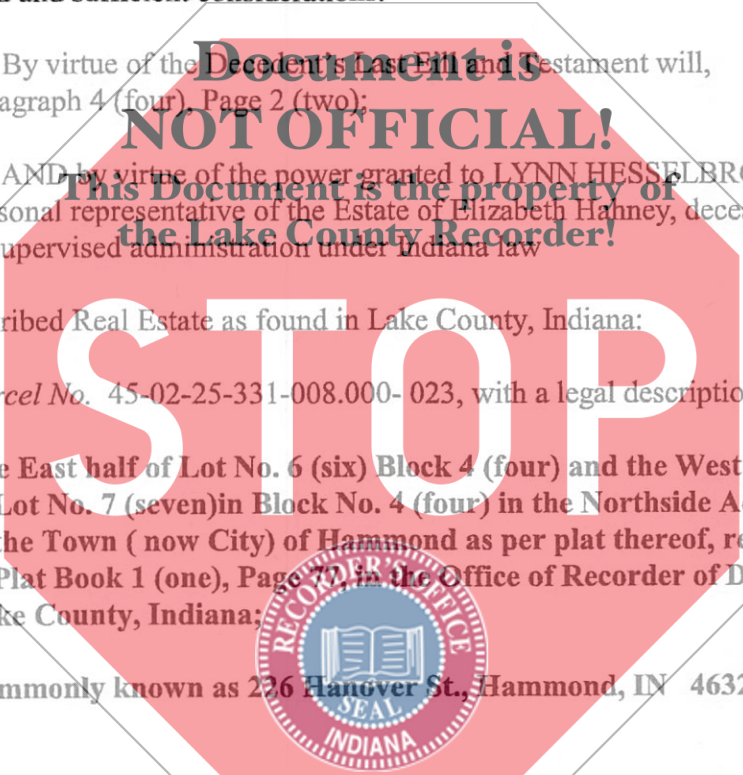 and sufficient consideration:
Document is
By virtue of the Decedent's Last Fill and Testament will,
agraph 4 (four), Page 2 (two);
NOT OFFICIAL!
AND by virtue of the power granted to LYNN HESSELBR
This Document is the property of
sonal representative of the Estate of Elizabeth Hahney, dece
the Lake County Recorder!
upervised administration under Indiana law
ribed Real Estate as found in Lake County, Indiana:
STOP
rcel No. 45-02-25-331-008.000- 023, with a legal descriptio
e East half of Lot No. 6 (six) Block 4 (four) and the West
Lot No. 7 (seven)in Block No. 4 (four) in the Northside A
the Town ( now City) of Hammond as per plat thereof, re
Plat Book 1 (one), Page 77, in the Office of Recorder of D
ke County, Indiana;
RECORDER'S OFFICE
mmonly known as 226 Hanover St., Hammond, IN 4632
SEAL
INDIANA